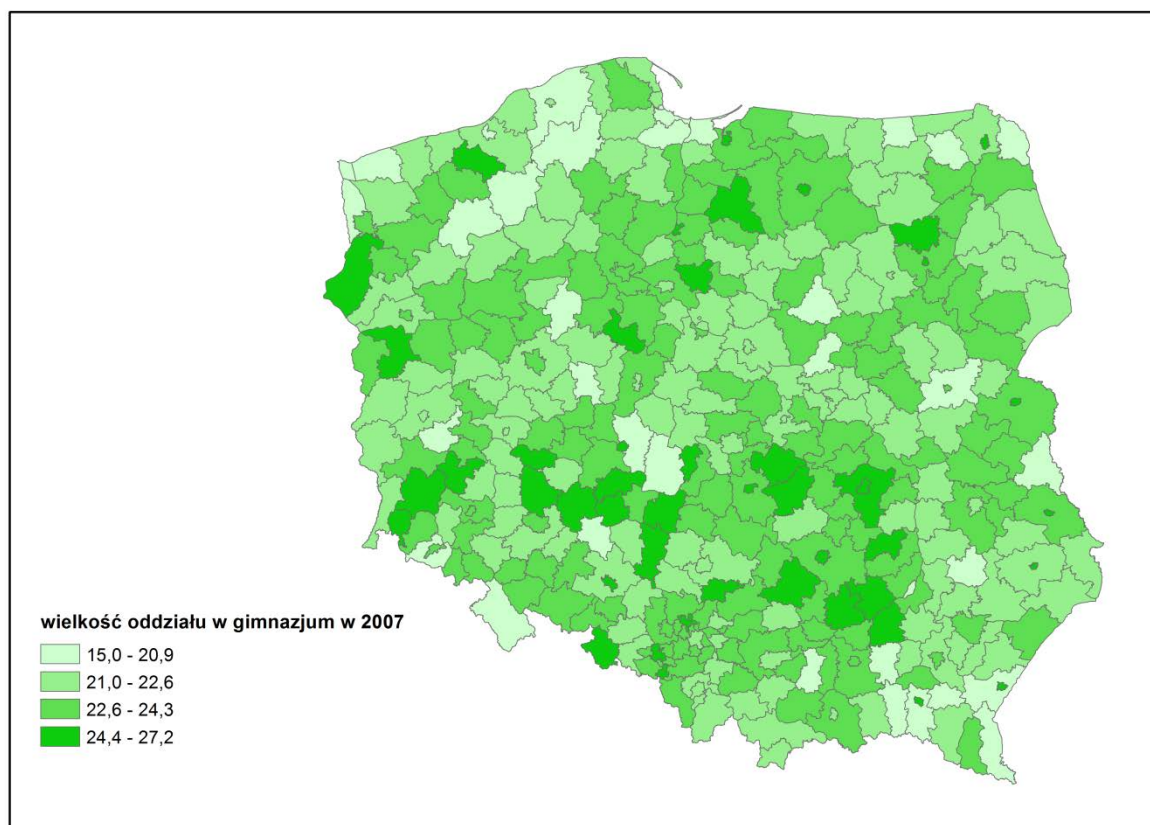 wielkość oddziału w gimnazjum w 2007
15,0 - 20,9
21,0 - 22,6
22,6 - 24,3
24,4 - 27,2